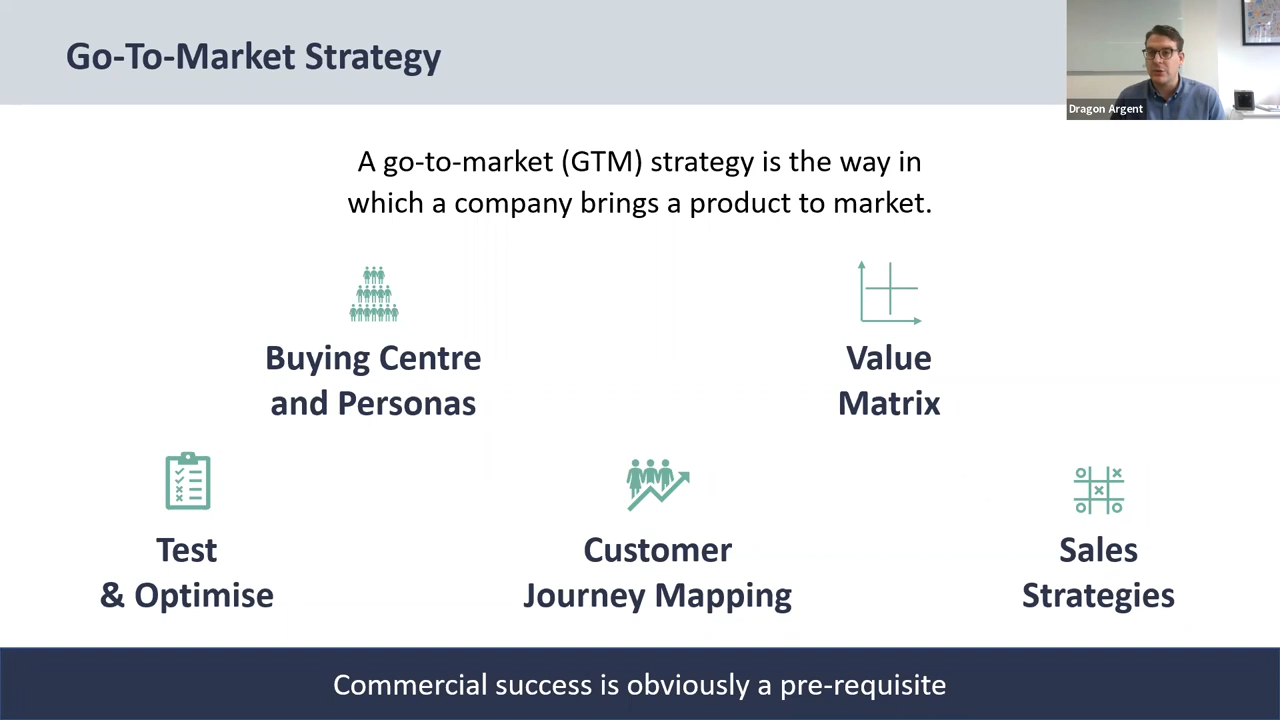 Go-To-Market Strategy
Dragon Argent
A go-to-market (GTM) strategy is the way in
which a company brings a product to market.
Buying Centre
and Personas
Value
Matrix
Test
& Optimise
Customer
Journey Mapping
Sales
Strategies
Commercial success is obviously a pre-requisite